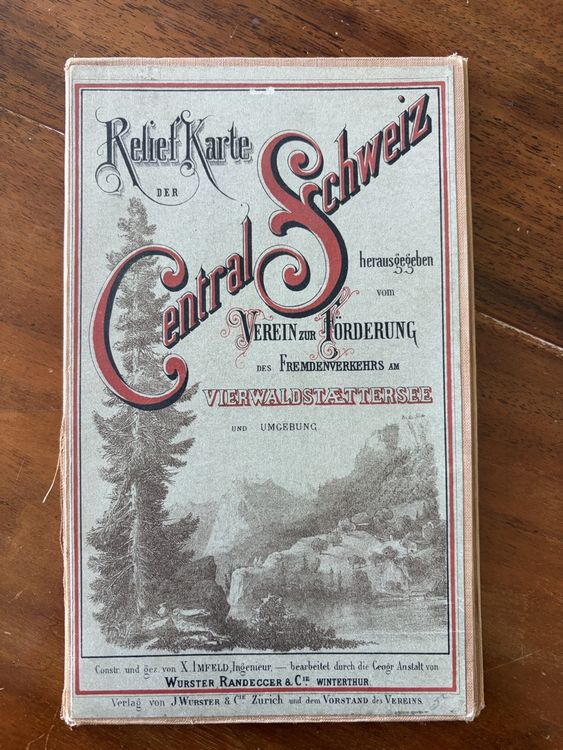 Relief Karte
DER
Central Schweiz
herausgegeben
vom
VEREIN ZUR FÖRDERUNG
DES FREMDENVERKEHRS AM
VIERWALDSTÆTTERSEE
UND UMGEBUNG
Constr. und gez. von X. IMFELD, Ingenieur, — bearbeitet durch die Geogr. Anstalt von
WURSTER RANDEGGER & CIE WINTERTHUR.
Verlag von J. WURSTER & CIE Zürich und dem VORSTAND des VEREINS.